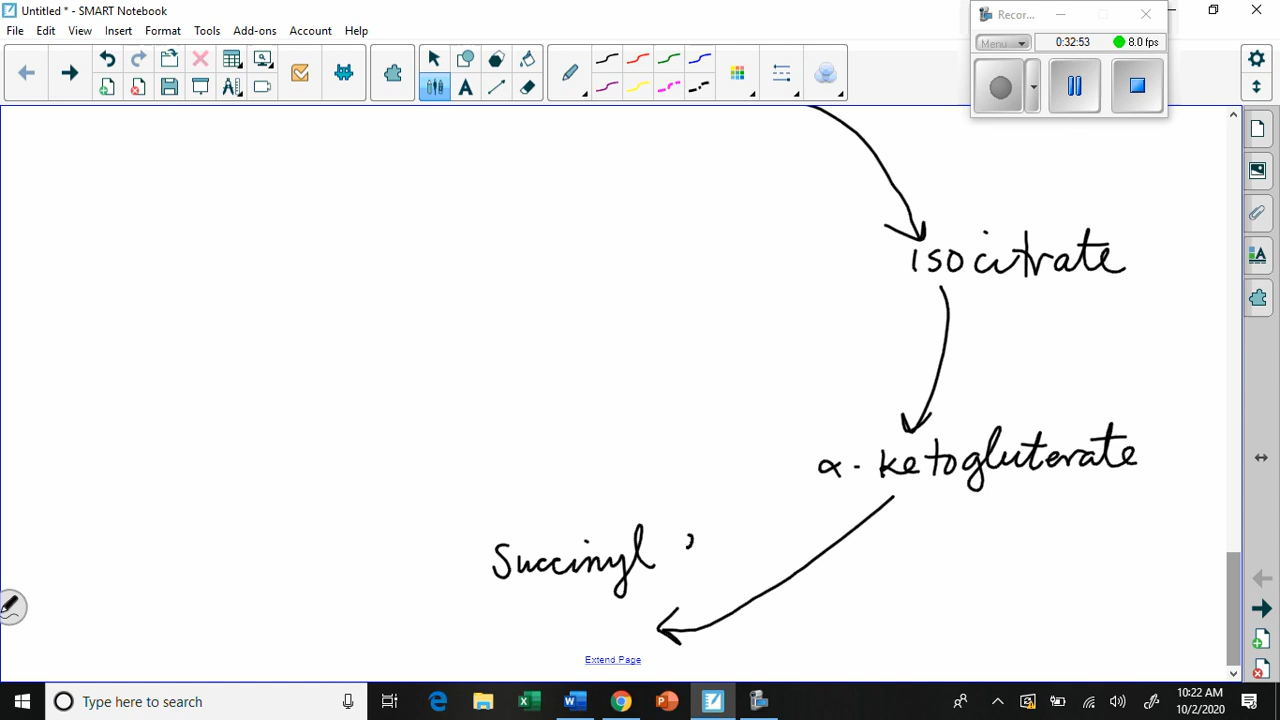 Untitled * - SMART Notebook
Recor...
File Edit View Insert Format Tools Add-ons Account Help
Menu
0:32:53
8.0 fps
isocitrate
α - ketogluterate
Succinyl
Extend Page
Type here to search
10:22 AM
10/2/2020